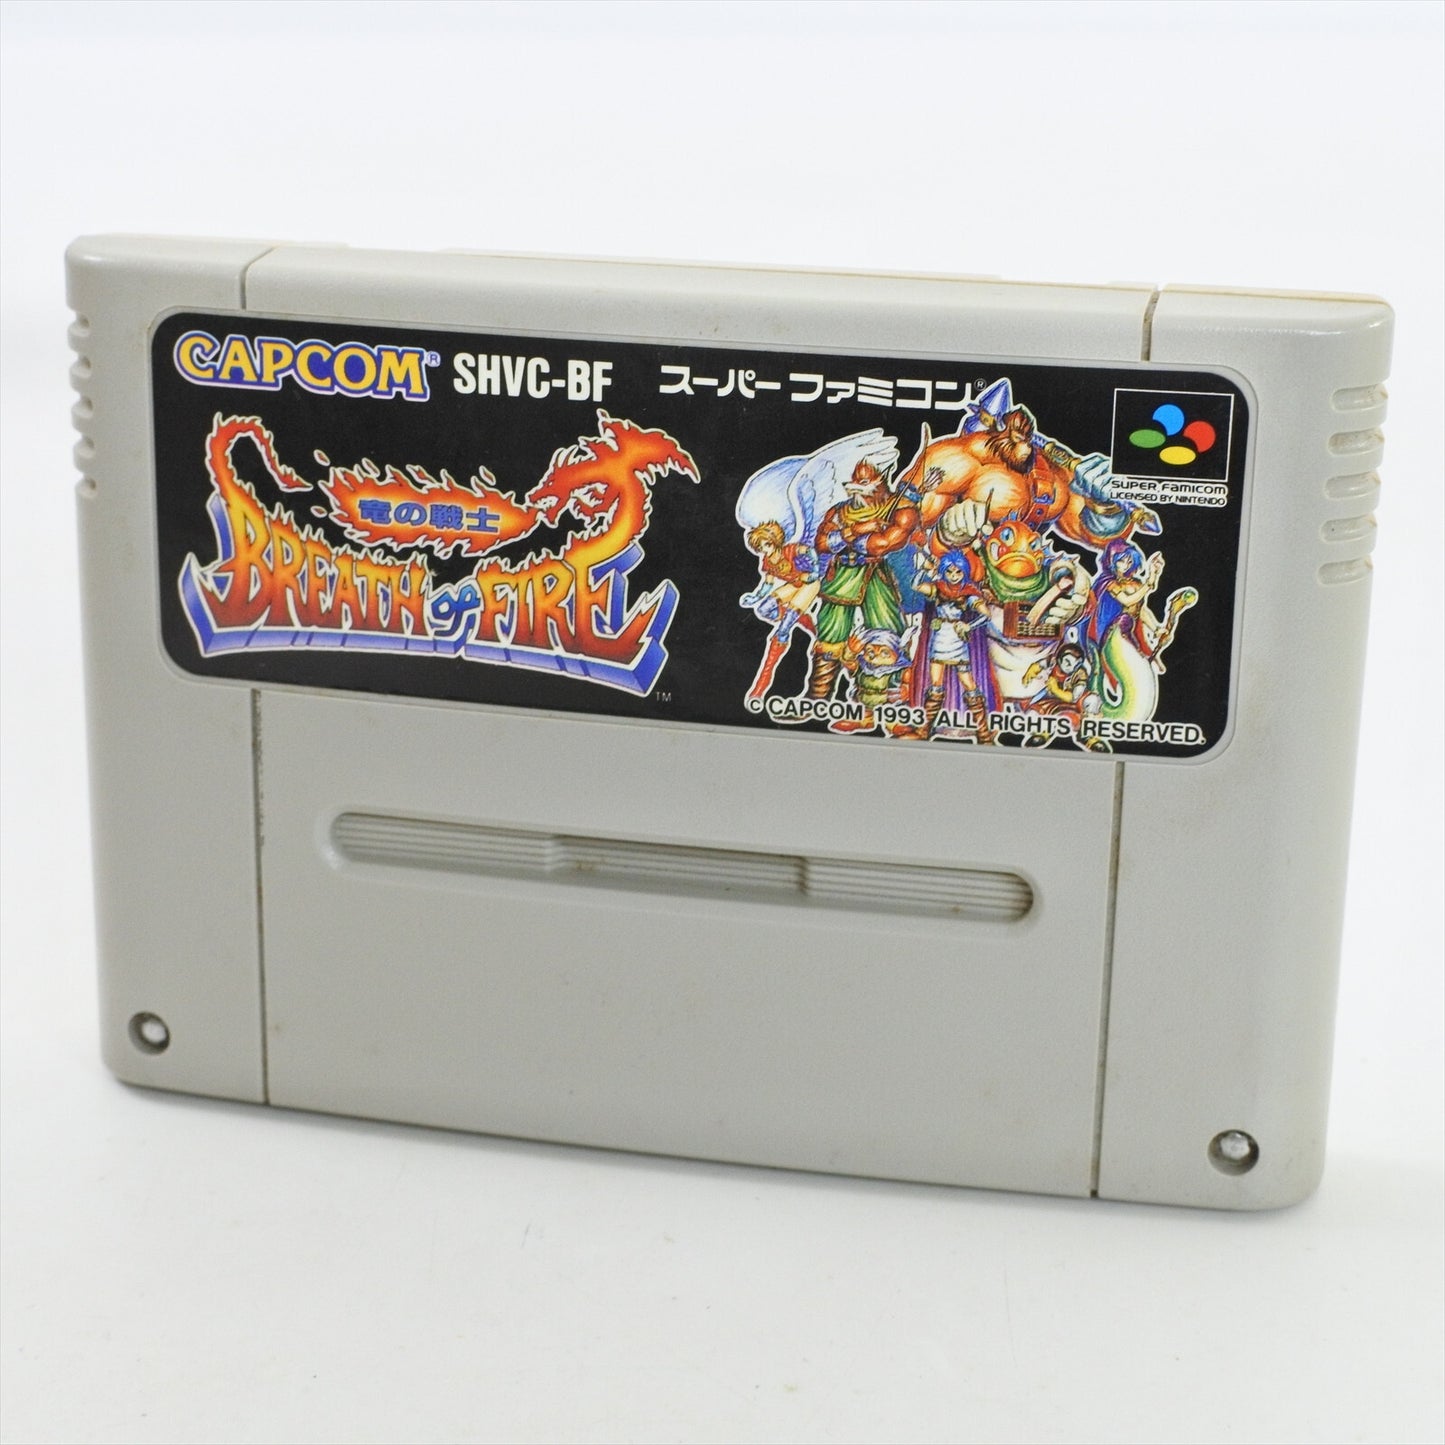 CAPCOM® SHVC-BF スーパーファミコン®
竜の戦士
BREATH OF FIRE
TM
SUPER FAMICOM
LICENSED BY NINTENDO
© CAPCOM 1993 ALL RIGHTS RESERVED.